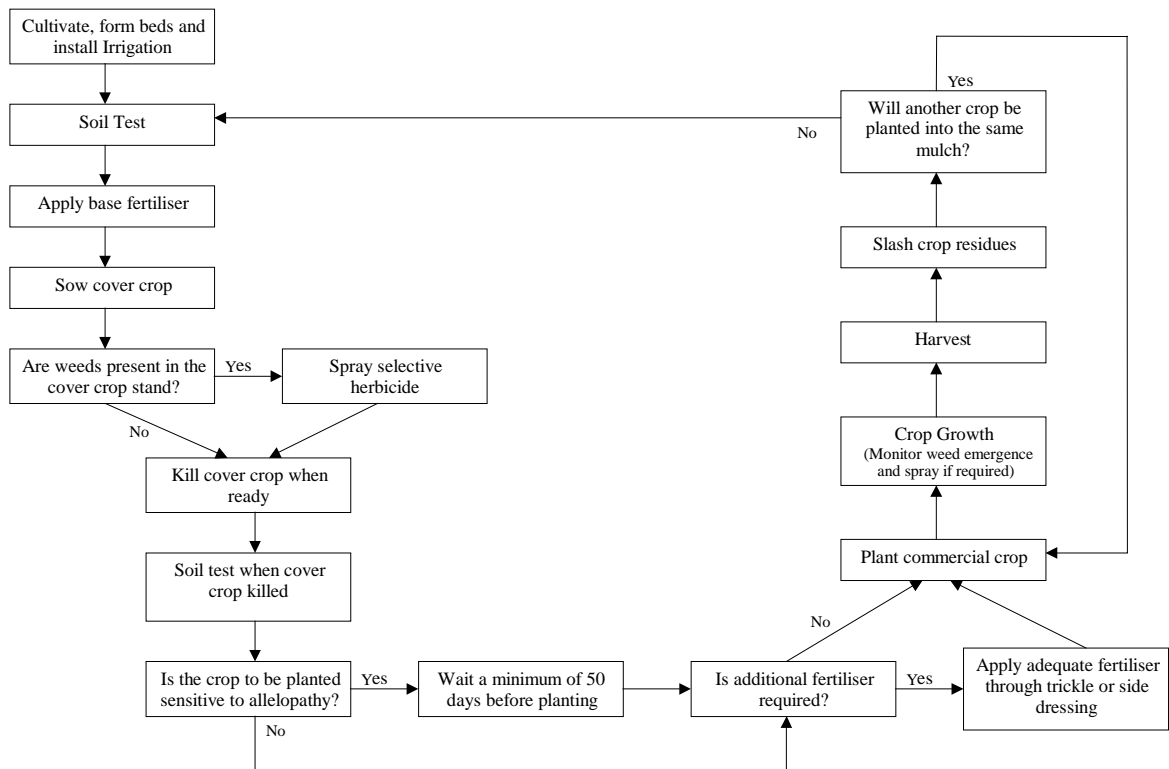 Cultivate, form beds and
install Irrigation
Soil Test
Apply base fertiliser
Sow cover crop
Are weeds present in the
cover crop stand?
Yes
Spray selective
herbicide
No
Kill cover crop when
ready
Soil test when cover
crop killed
Is the crop to be planted
sensitive to allelopathy?
Yes
No
Wait a minimum of 50
days before planting
Is additional fertiliser
required?
Yes
No
Apply adequate fertiliser
through trickle or side
dressing
Plant commercial crop
Crop Growth
(Monitor weed emergence
and spray if required)
Harvest
Slash crop residues
Will another crop be
planted into the same
mulch?
Yes
No